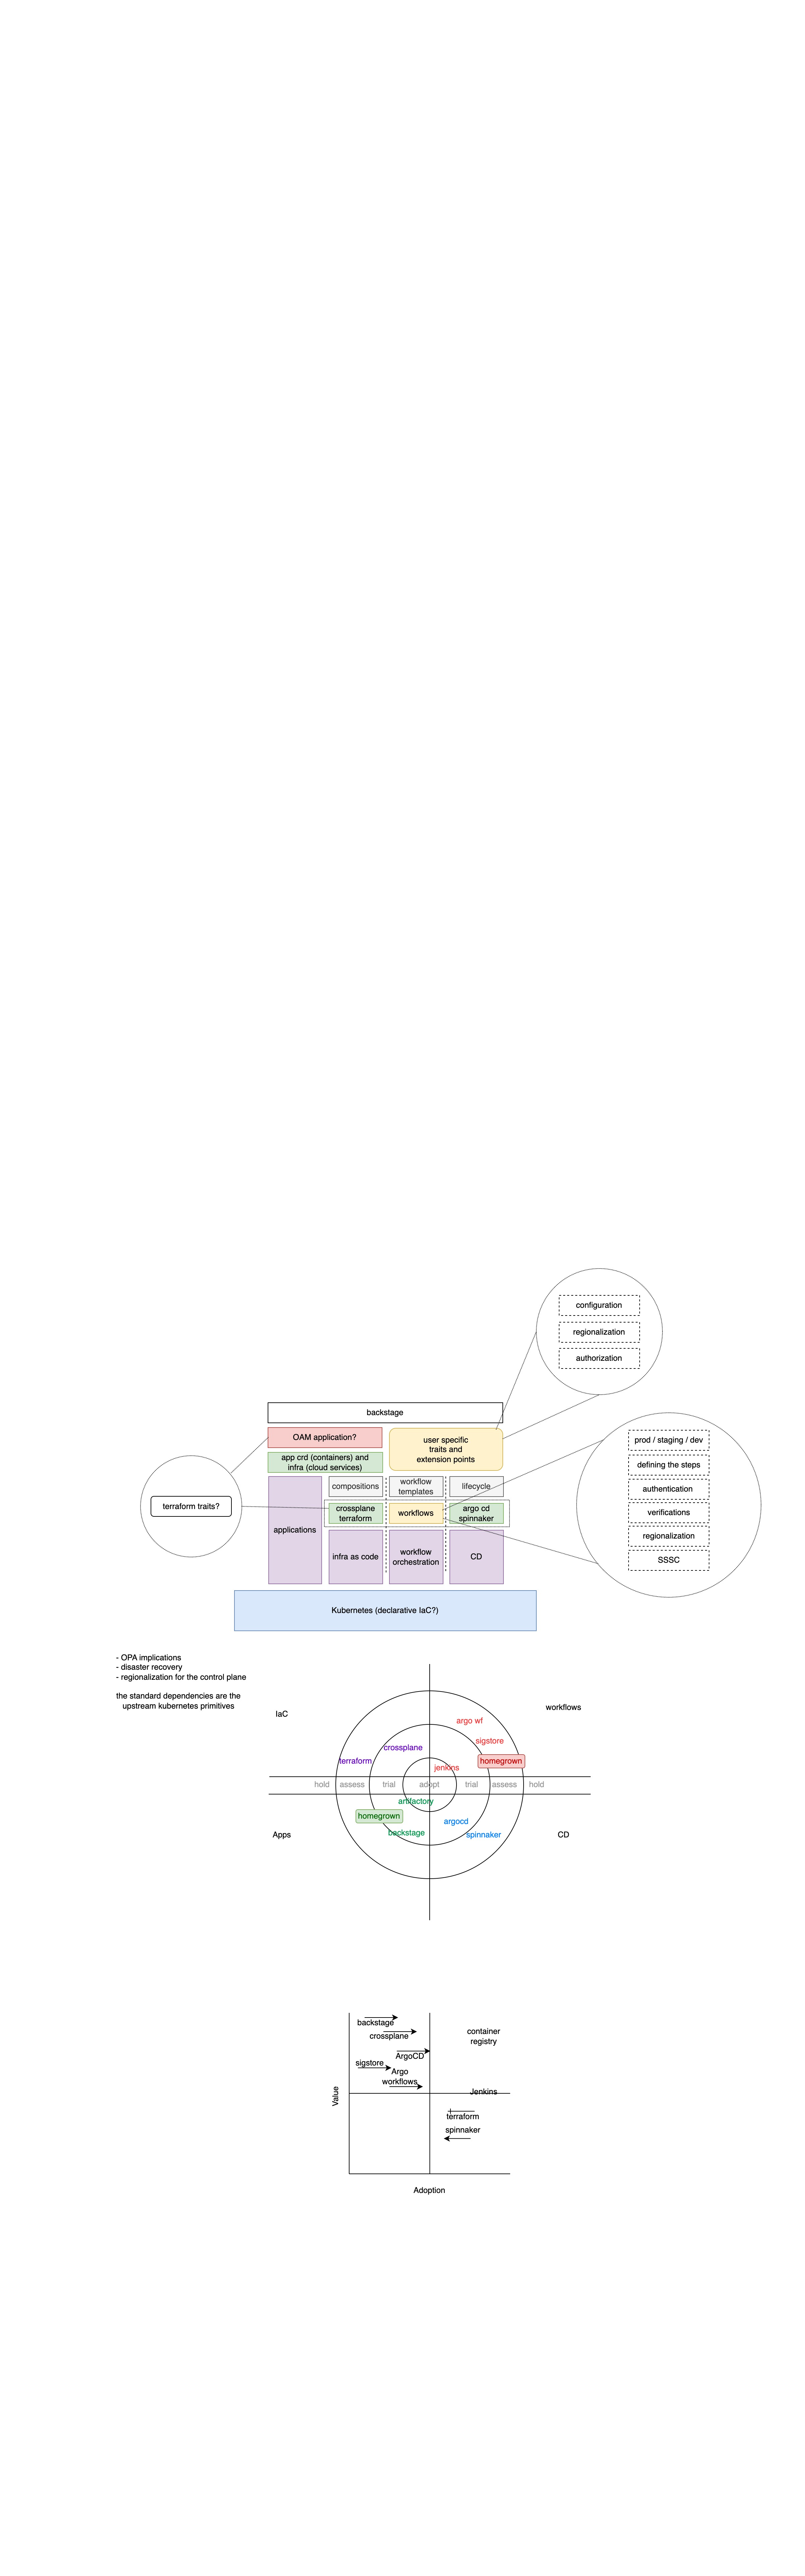 configuration
regionalization
authorization
backstage
OAM application?
user specific
traits and
extension points
app crd (containers) and
infra (cloud services)
prod / staging / dev
defining the steps
authentication
verifications
regionalization
SSSC
terraform traits?
compositions
workflow
templates
lifecycle
applications
crossplane
terraform
workflows
argo cd
spinnaker
infra as code
workflow
orchestration
CD
Kubernetes (declarative IaC?)
- OPA implications
- disaster recovery
- regionalization for the control plane
the standard dependencies are the
upstream kubernetes primitives
IaC
workflows
argo wf
sigstore
crossplane
terraform
homegrown
jenkins
hold
assess
trial
adopt
trial
assess
hold
artifactory
homegrown
argocd
backstage
spinnaker
Apps
CD
backstage
crossplane
container
registry
ArgoCD
sigstore
Argo
workflows
Jenkins
Value
terraform
spinnaker
Adoption